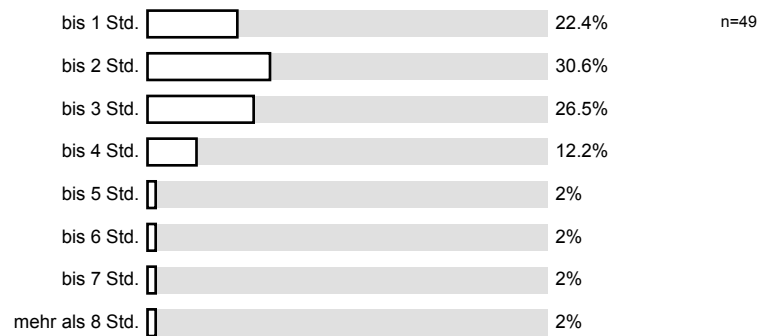 bis 1 Std. 22.4% n=49
bis 2 Std. 30.6%
bis 3 Std. 26.5%
bis 4 Std. 12.2%
bis 5 Std. 2%
bis 6 Std. 2%
bis 7 Std. 2%
mehr als 8 Std. 2%